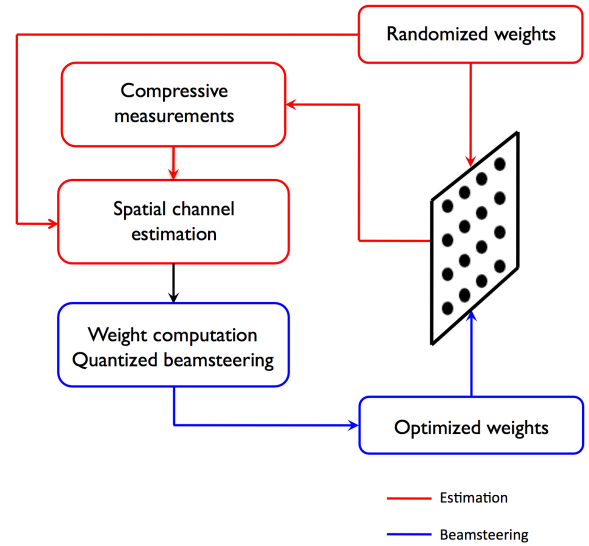 Randomized weights
Compressive
measurements
Spatial channel
estimation
Weight computation
Quantized beamsteering
Optimized weights
Estimation
Beamsteering